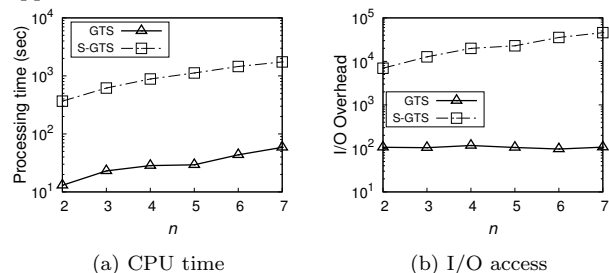 Processing time (sec)
10^4
10^3
10^2
10^1
GTS
S-GTS
2 3 4 5 6 7
n
(a) CPU time
I/O Overhead
10^5
10^4
10^3
10^2
10^1
10^0
GTS
S-GTS
2 3 4 5 6 7
n
(b) I/O access